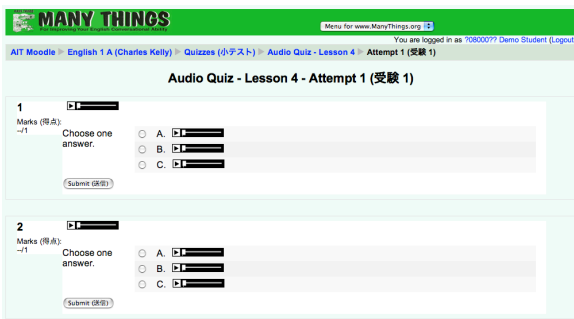 MANY THINGS
For Improving Your English Conversational Ability
Menu for www.ManyThings.org
You are logged in as ?08000?? Demo Student (Logout
AIT Moodle ► English 1 A (Charles Kelly) ► Quizzes (小テスト) ► Audio Quiz - Lesson 4 ► Attempt 1 (受験 1)
Audio Quiz - Lesson 4 - Attempt 1 (受験 1)
1
Marks (得点):
--/1
Choose one answer.
A.
B.
C.
Submit (送信)
2
Marks (得点):
--/1
Choose one answer.
A.
B.
C.
Submit (送信)